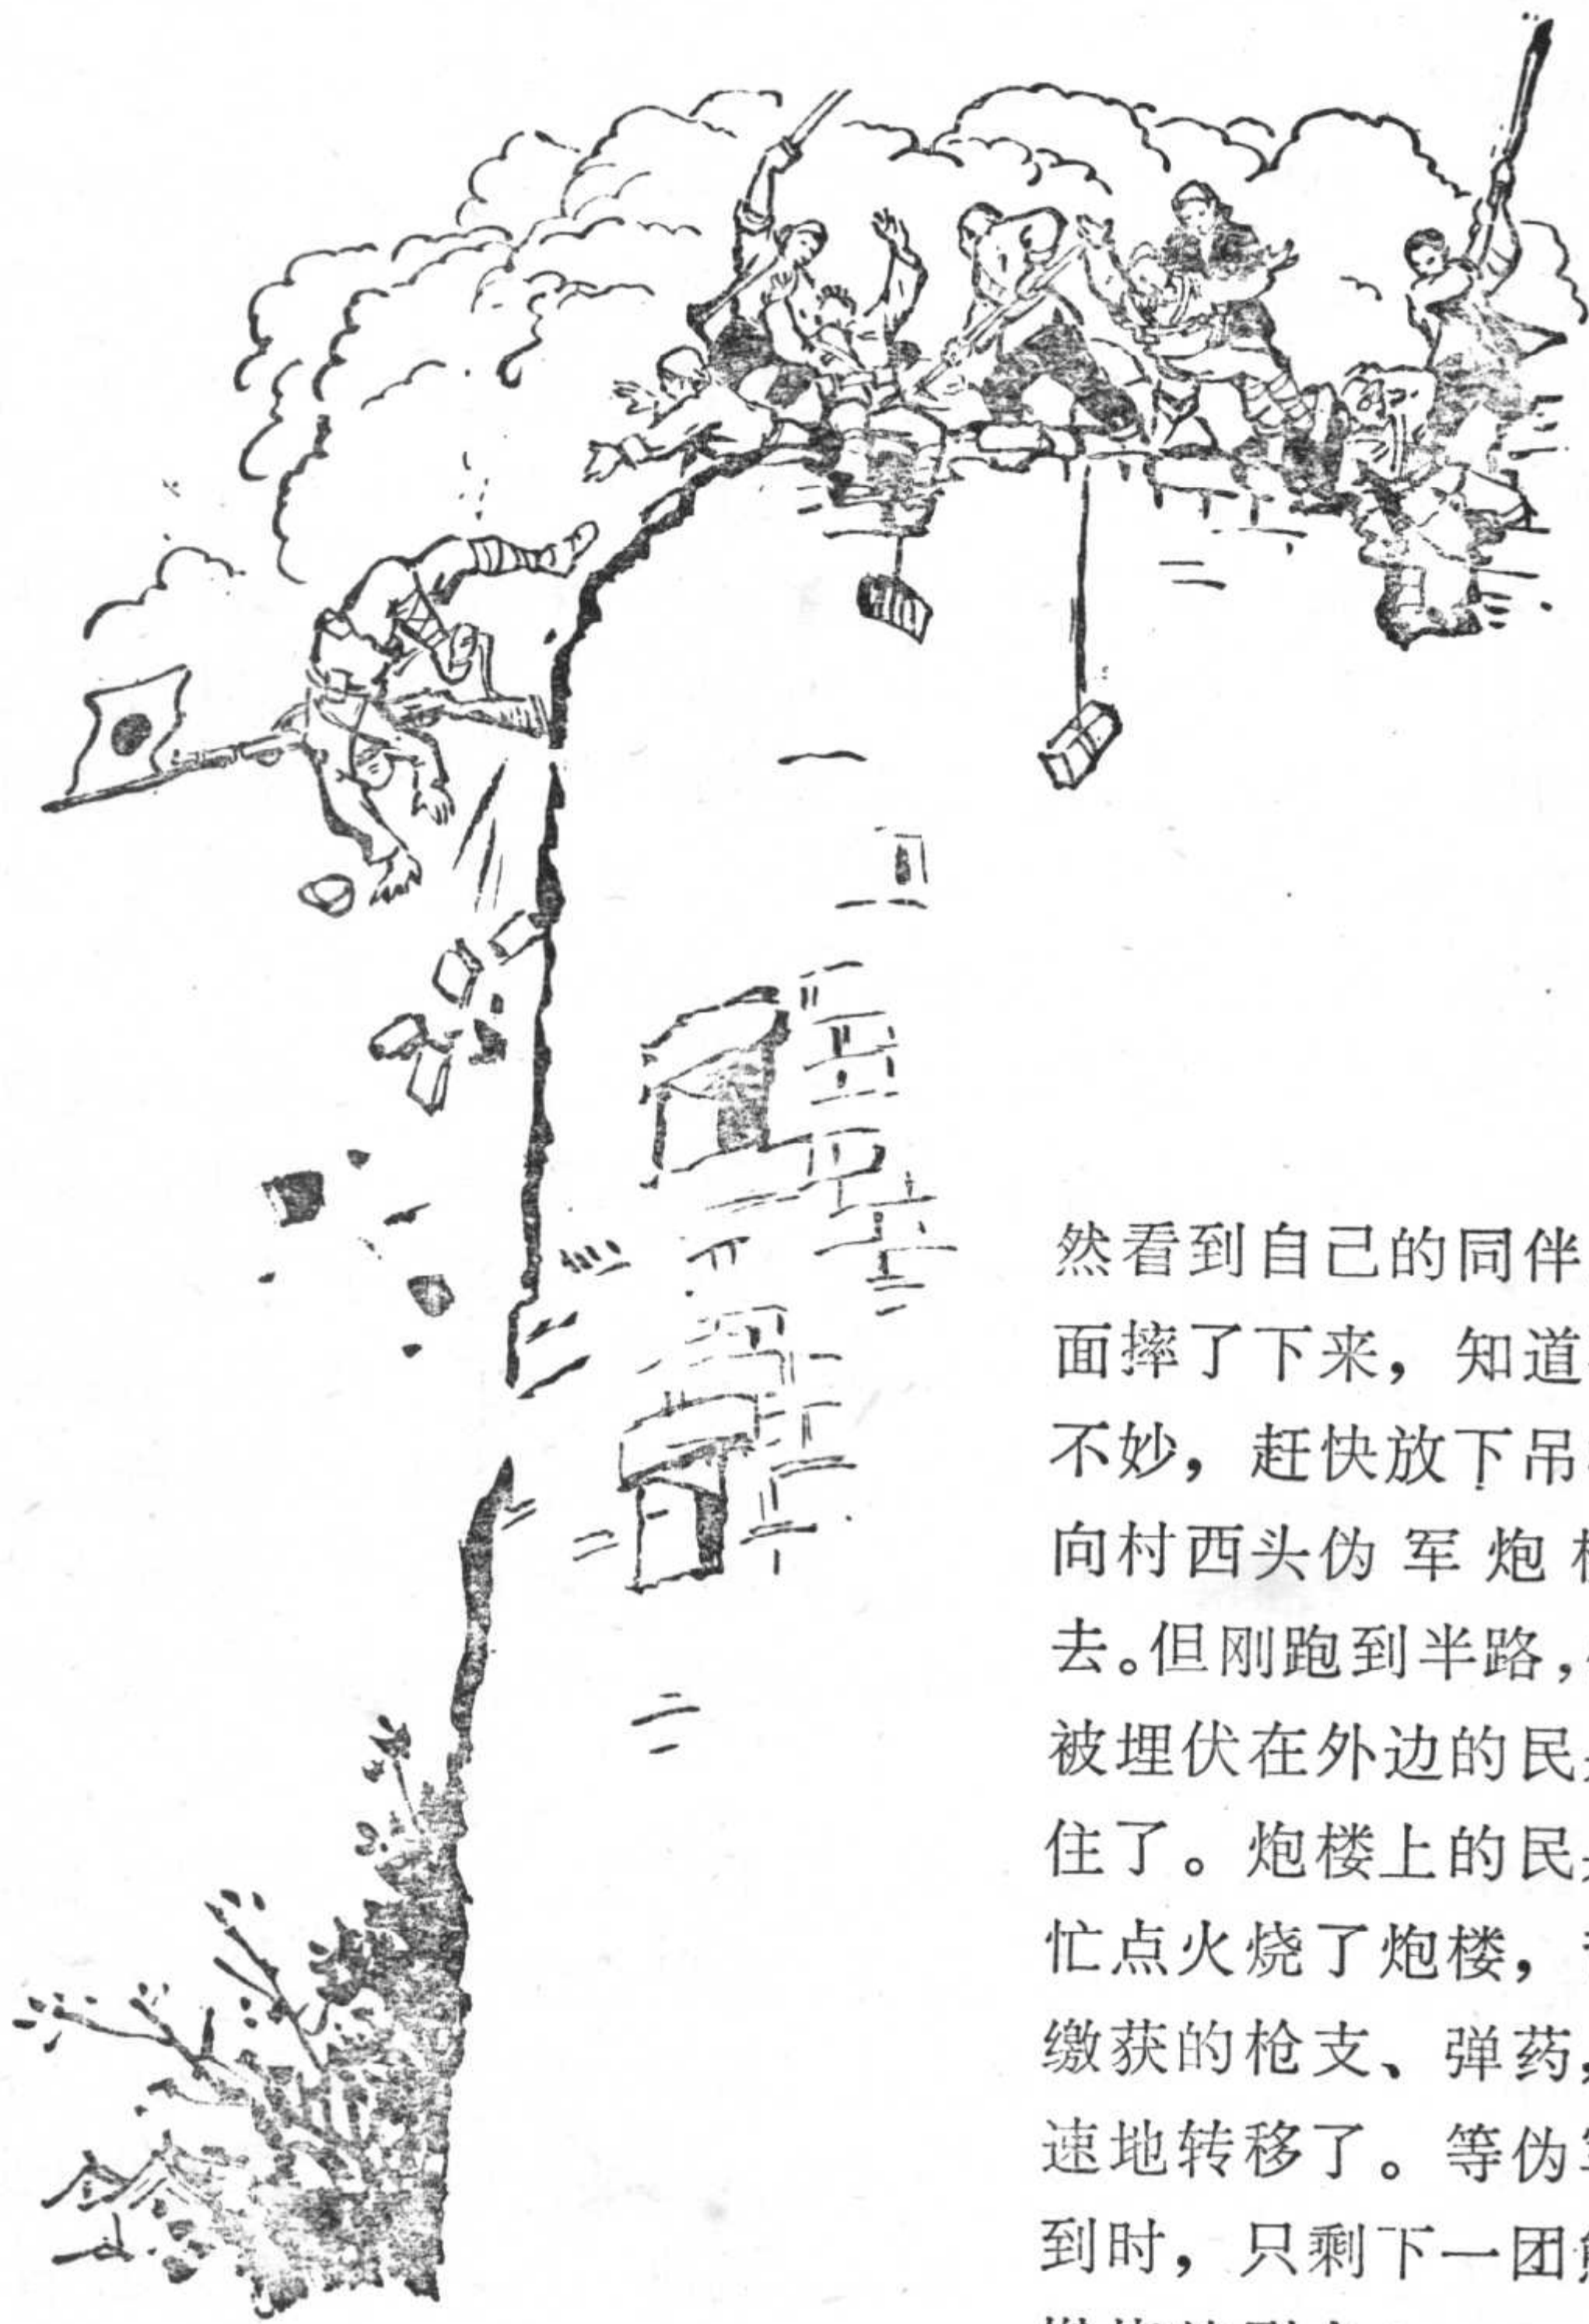 然看到自己的同伴
面摔了下来，知道
不妙，赶快放下吊
向村西头伪军炮
去。但刚跑到半路，
被埋伏在外边的民
住了。炮楼上的民
忙点火烧了炮楼，
缴获的枪支、弹药，
速地转移了。等伪
到时，只剩下一团